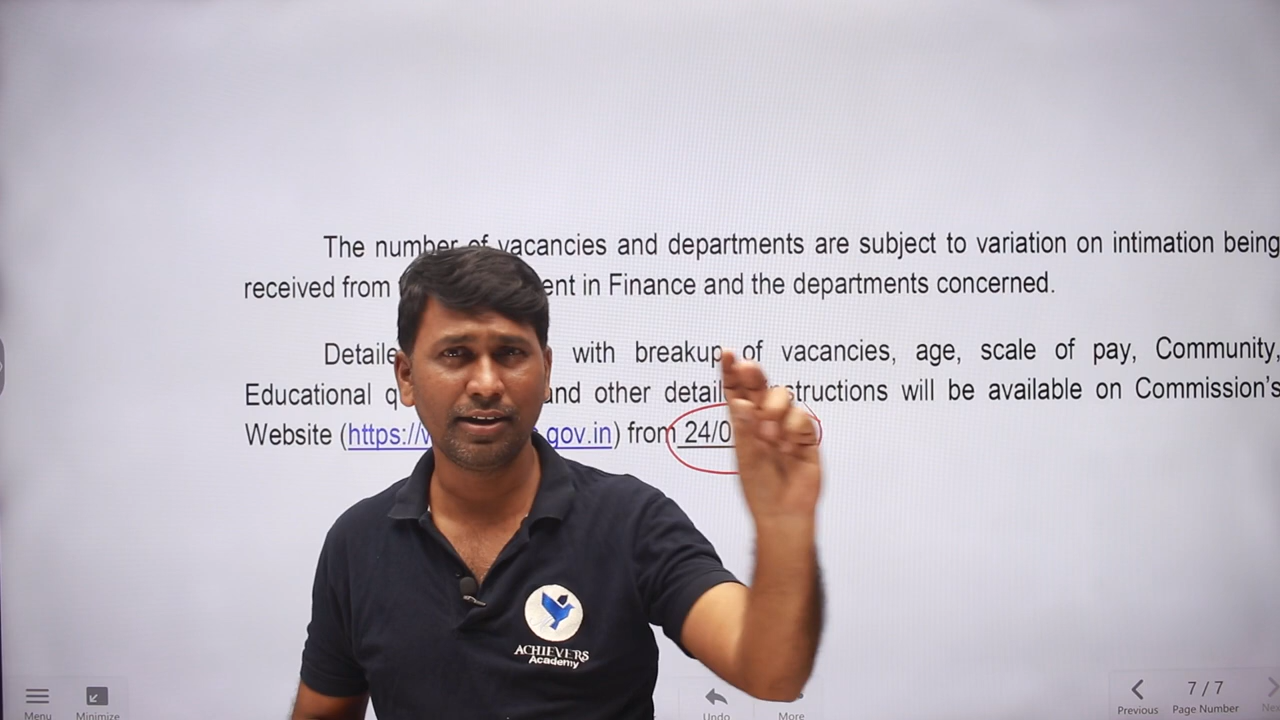 The number of vacancies and departments are subject to variation on intimation being
received from ent in Finance and the departments concerned.
with breakup of vacancies, age, scale of pay, Community,
Educational and other instructions will be available on Commission's
Website (https:// gov.in) from 24/0
ACHIEVERS
Academy
Menu
Minimize
Undo
More
Previous
7 / 7
Page Number